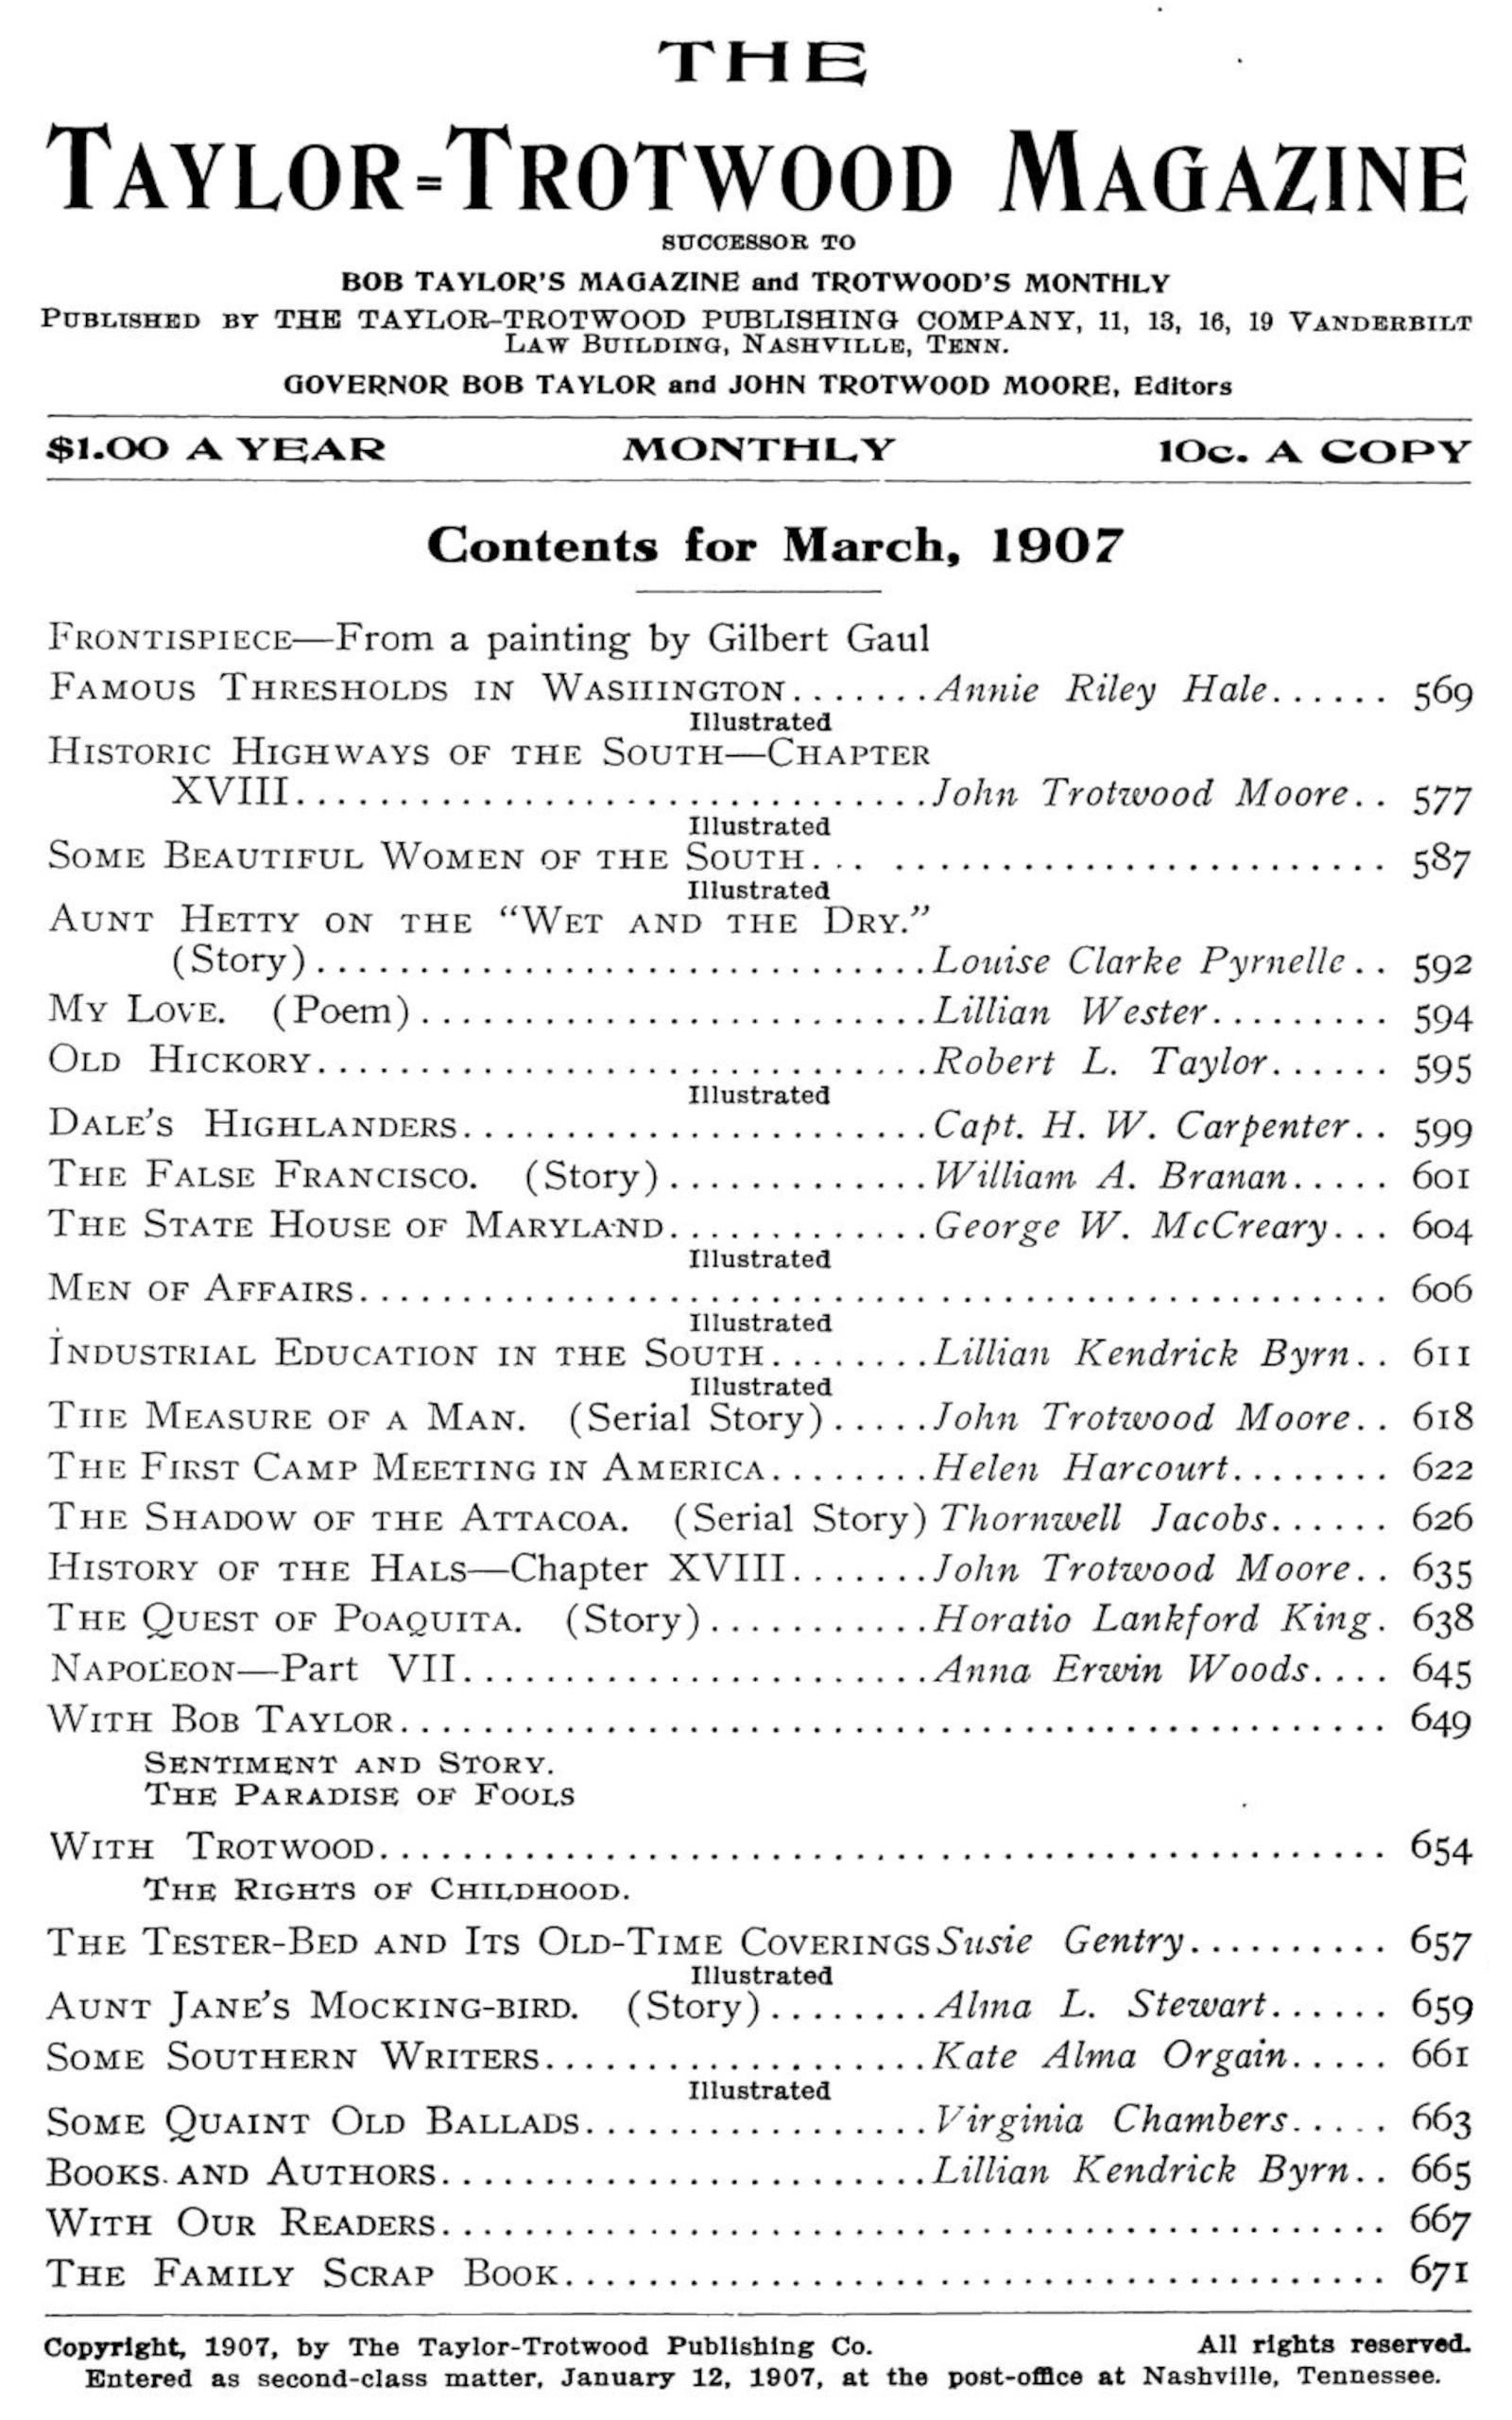 THE
TAYLOR=TROTWOOD MAGAZINE
SUCCESSOR TO
BOB TAYLOR'S MAGAZINE and TROTWOOD'S MONTHLY
PUBLISHED BY THE TAYLOR-TROTWOOD PUBLISHING COMPANY, 11, 13, 16, 19 VANDERBILT
LAW BUILDING, NASHVILLE, TENN.
GOVERNOR BOB TAYLOR and JOHN TROTWOOD MOORE, Editors
$1.00 A YEAR MONTHLY 10c. A COPY
Contents for March, 1907
FRONTISPIECE—From a painting by Gilbert Gaul
FAMOUS THRESHOLDS IN WASHINGTON.......Annie Riley Hale...... 569
Illustrated
HISTORIC HIGHWAYS OF THE SOUTH—CHAPTER
XVIII...............................John Trotwood Moore.. 577
Illustrated
SOME BEAUTIFUL WOMEN OF THE SOUTH... ........................ 587
Illustrated
AUNT HETTY ON THE "WET AND THE DRY."
(Story)..............................Louise Clarke Pyrnelle.. 592
MY LOVE. (Poem).........................Lillian Wester......... 594
OLD HICKORY..............................Robert L. Taylor...... 595
Illustrated
DALE'S HIGHLANDERS.......................Capt. H. W. Carpenter.. 599
THE FALSE FRANCISCO. (Story).............William A. Branan..... 601
THE STATE HOUSE OF MARYLAND.............George W. McCreary... 604
Illustrated
MEN OF AFFAIRS.................................................. 606
Illustrated
INDUSTRIAL EDUCATION IN THE SOUTH........Lillian Kendrick Byrn.. 611
Illustrated
THE MEASURE OF A MAN. (Serial Story).....John Trotwood Moore.. 618
THE FIRST CAMP MEETING IN AMERICA........Helen Harcourt........ 622
THE SHADOW OF THE ATTACOA. (Serial Story) Thornwell Jacobs...... 626
HISTORY OF THE HALS—Chapter XVIII.......John Trotwood Moore.. 635
THE QUEST OF POAQUITA. (Story)...........Horatio Lankford King. 638
NAPOLEON—Part VII.......................Anna Erwin Woods.... 645
WITH BOB TAYLOR................................................ 649
SENTIMENT AND STORY.
THE PARADISE OF FOOLS
WITH TROTWOOD................................................. 654
THE RIGHTS OF CHILDHOOD.
THE TESTER-BED AND ITS OLD-TIME COVERINGS Susie Gentry.......... 657
Illustrated
AUNT JANE'S MOCKING-BIRD. (Story)........Alma L. Stewart...... 659
SOME SOUTHERN WRITERS...................Kate Alma Orgain..... 661
Illustrated
SOME QUAINT OLD BALLADS.................Virginia Chambers..... 663
BOOKS AND AUTHORS........................Lillian Kendrick Byrn.. 665
WITH OUR READERS.............................................. 667
THE FAMILY SCRAP BOOK........................................ 671
Copyright, 1907, by The Taylor-Trotwood Publishing Co. All rights reserved.
Entered as second-class matter, January 12, 1907, at the post-office at Nashville, Tennessee.